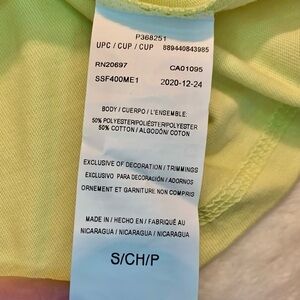 P368251
UPC / CUP / CUP 889440843985
RN20697 CA01095
SSF400ME1 2020-12-24
BODY / CUERPO / L'ENSEMBLE:
50% POLYESTER/POLIÉSTER/POLYESTER
50% COTTON / ALGODÓN/ COTON
EXCLUSIVE OF DECORATION / TRIMMINGS
EXCLUSIVO PARA DECORACIÓN / ADORNOS
ORNEMENT ET GARNITURE NON COMPRIS
MADE IN / HECHO EN / FABRIQUÉ AU
NICARAGUA / NICARAGUA / NICARAGUA
S/CH/P